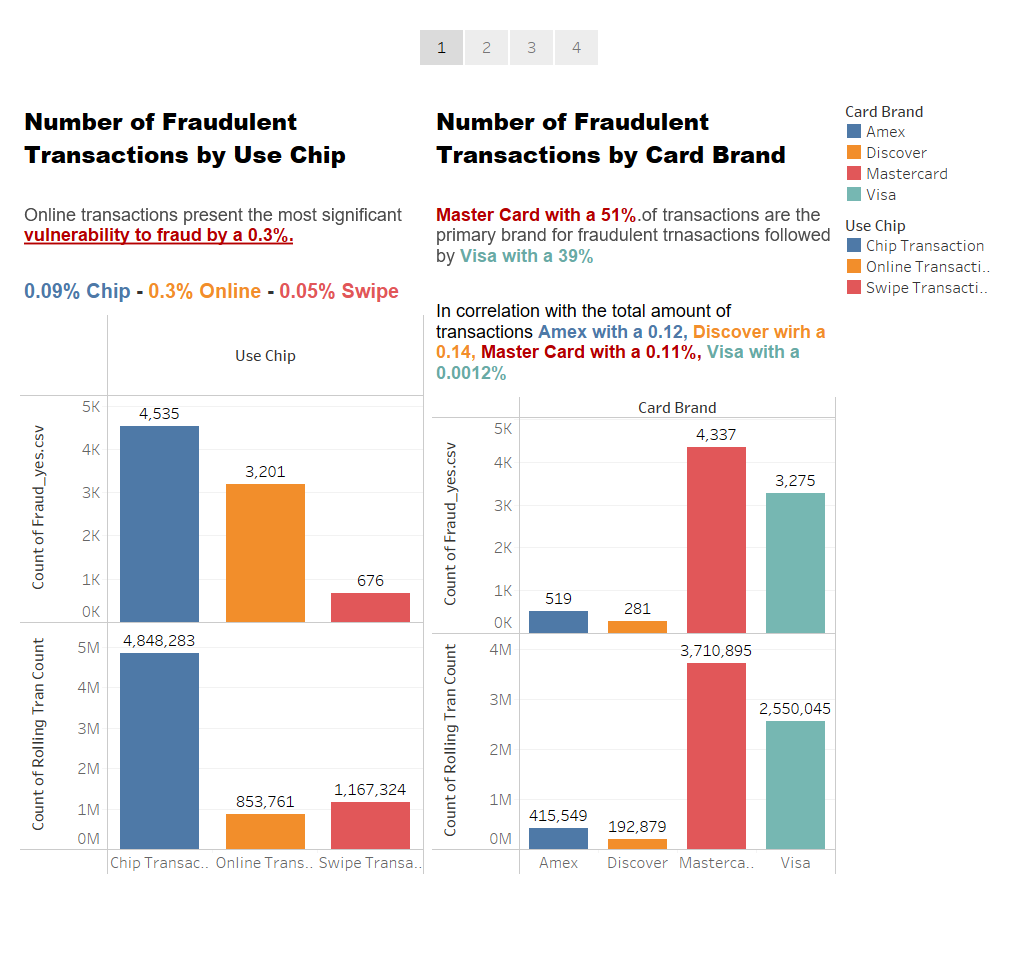 1 2 3 4
Number of Fraudulent
Transactions by Use Chip
Online transactions present the most significant
vulnerability to fraud by a 0.3%.
0.09% Chip - 0.3% Online - 0.05% Swipe
Use Chip
Count of Fraud_yes.csv
5K
4K
3K
2K
1K
0K
4,535
3,201
676
Count of Rolling Tran Count
5M
4M
3M
2M
1M
0M
4,848,283
853,761
1,167,324
Chip Transac.. Online Trans.. Swipe Transa..
Number of Fraudulent
Transactions by Card Brand
Master Card with a 51%.of transactions are the
primary brand for fraudulent trnasactions followed
by Visa with a 39%
In correlation with the total amount of
transactions Amex with a 0.12, Discover wirh a
0.14, Master Card with a 0.11%, Visa with a
0.0012%
Card Brand
Count of Fraud_yes.csv
5K
4K
3K
2K
1K
0K
519
281
4,337
3,275
Count of Rolling Tran Count
4M
3M
2M
1M
0M
415,549
192,879
3,710,895
2,550,045
Amex Discover Masterca.. Visa
Card Brand
Amex
Discover
Mastercard
Visa
Use Chip
Chip Transaction
Online Transacti..
Swipe Transacti..